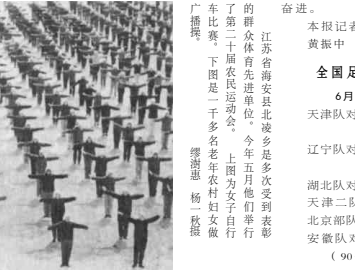 江苏省海安县北凌乡是多次受到表彰
的群众体育先进单位。今年五月他们举行
了第二十届农民运动会。 上图为女子自行
车比赛。下图是一千多名老年农村妇女做
广播操。 缪澍惠 杨一秋摄
奋进。
本报记者
黄振中
全国足
6月
天津队对
辽宁队对
湖北队对
天津二队
北京部队
安徽队对
（90